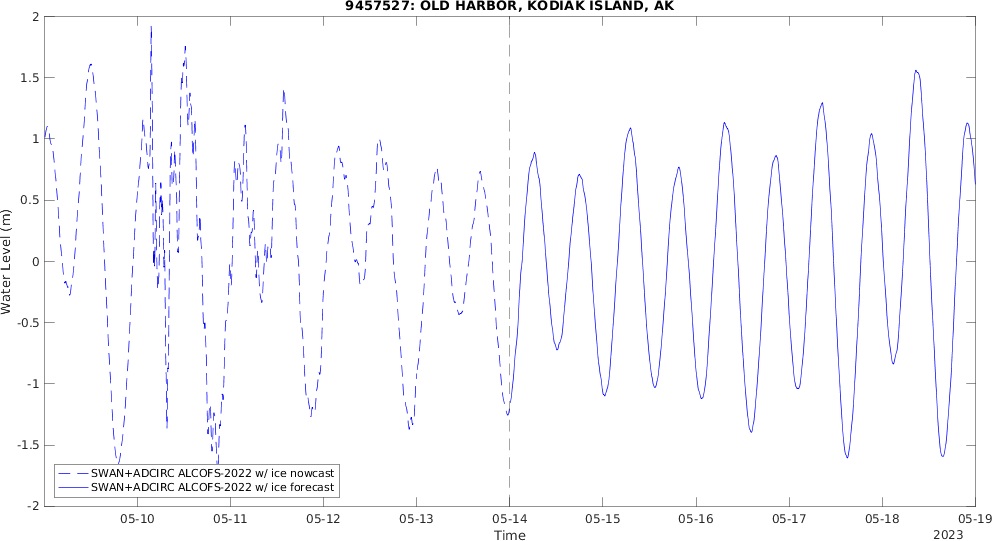 9457527: OLD HARBOR, KODIAK ISLAND, AK
2
1.5
1
0.5
0
-0.5
-1
-1.5
-2
Water Level (m)
SWAN+ADCIRC ALCOFS-2022 w/ ice nowcast
SWAN+ADCIRC ALCOFS-2022 w/ ice forecast
05-10 05-11 05-12 05-13 05-14 05-15 05-16 05-17 05-18 05-19
Time
2023